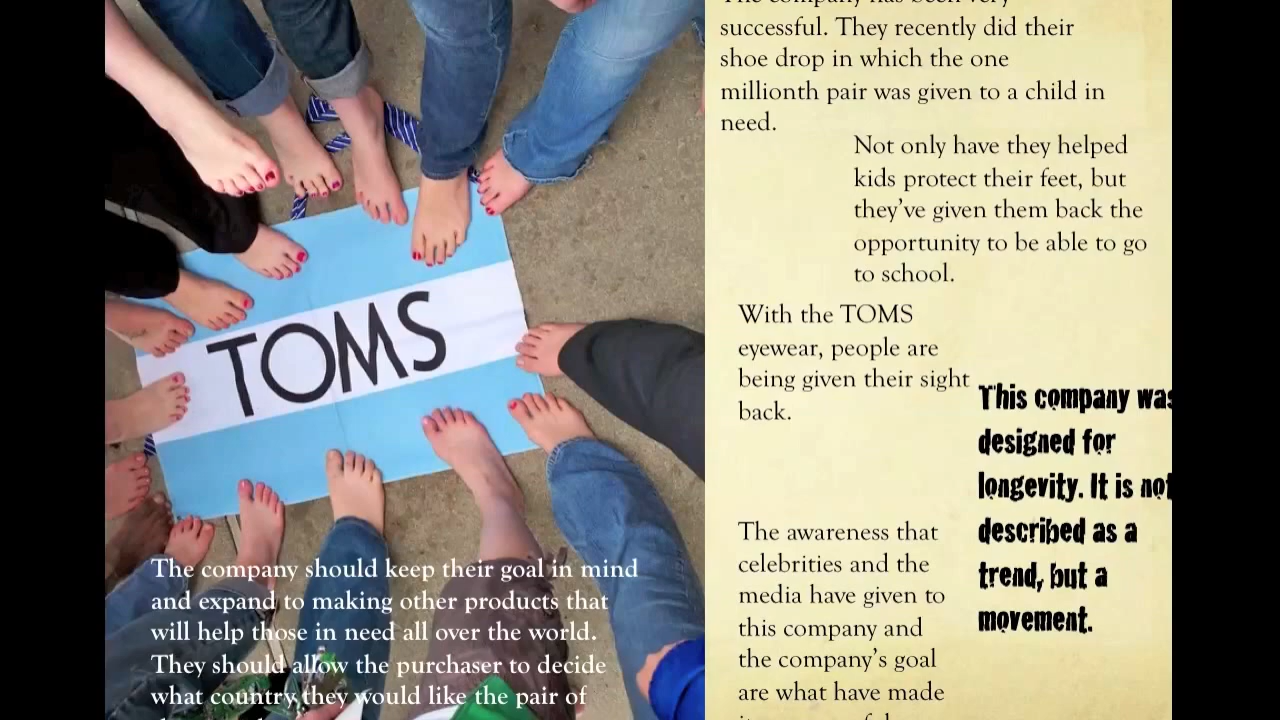 TOMS
The company should keep their goal in mind
and expand to making other products that
will help those in need all over the world.
They should allow the purchaser to decide
what country they would like the pair of
The company has been very
successful. They recently did their
shoe drop in which the one
millionth pair was given to a child in
need.
Not only have they helped
kids protect their feet, but
they've given them back the
opportunity to be able to go
to school.
With the TOMS
eyewear, people are
being given their sight
back.
This company was
designed for
longevity. It is not
described as a
trend, but a
movement.
The awareness that
celebrities and the
media have given to
this company and
the company's goal
are what have made